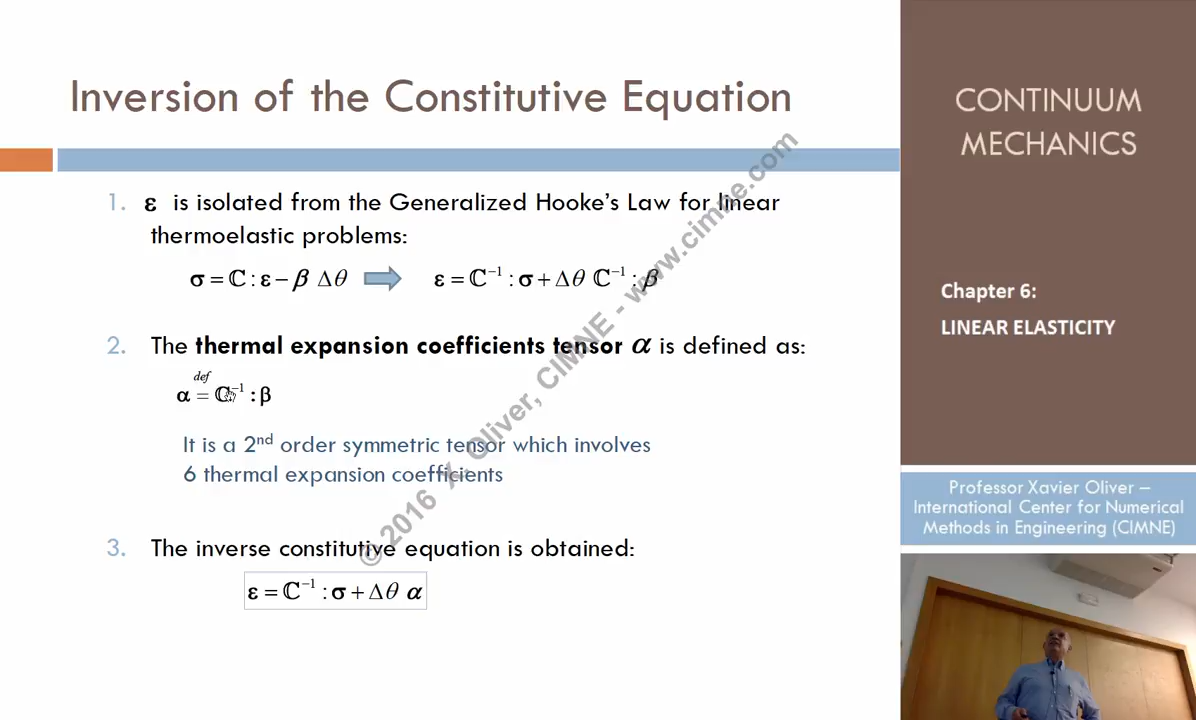 Inversion of the Constitutive Equation
1. ε is isolated from the Generalized Hooke's Law for linear
thermoelastic problems:
σ = ℂ : ε − β Δθ ε = ℂ⁻¹ : σ + Δθ ℂ⁻¹ : β
2. The thermal expansion coefficients tensor α is defined as:
def
α = ℂ⁻¹ : β
It is a 2nd order symmetric tensor which involves
6 thermal expansion coefficients
3. The inverse constitutive equation is obtained:
ε = ℂ⁻¹ : σ + Δθ α
© 2016 X. Oliver, CIMNE - www.cimne.com
CONTINUUM
MECHANICS
Chapter 6:
LINEAR ELASTICITY
Professor Xavier Oliver –
International Center for Numerical
Methods in Engineering (CIMNE)